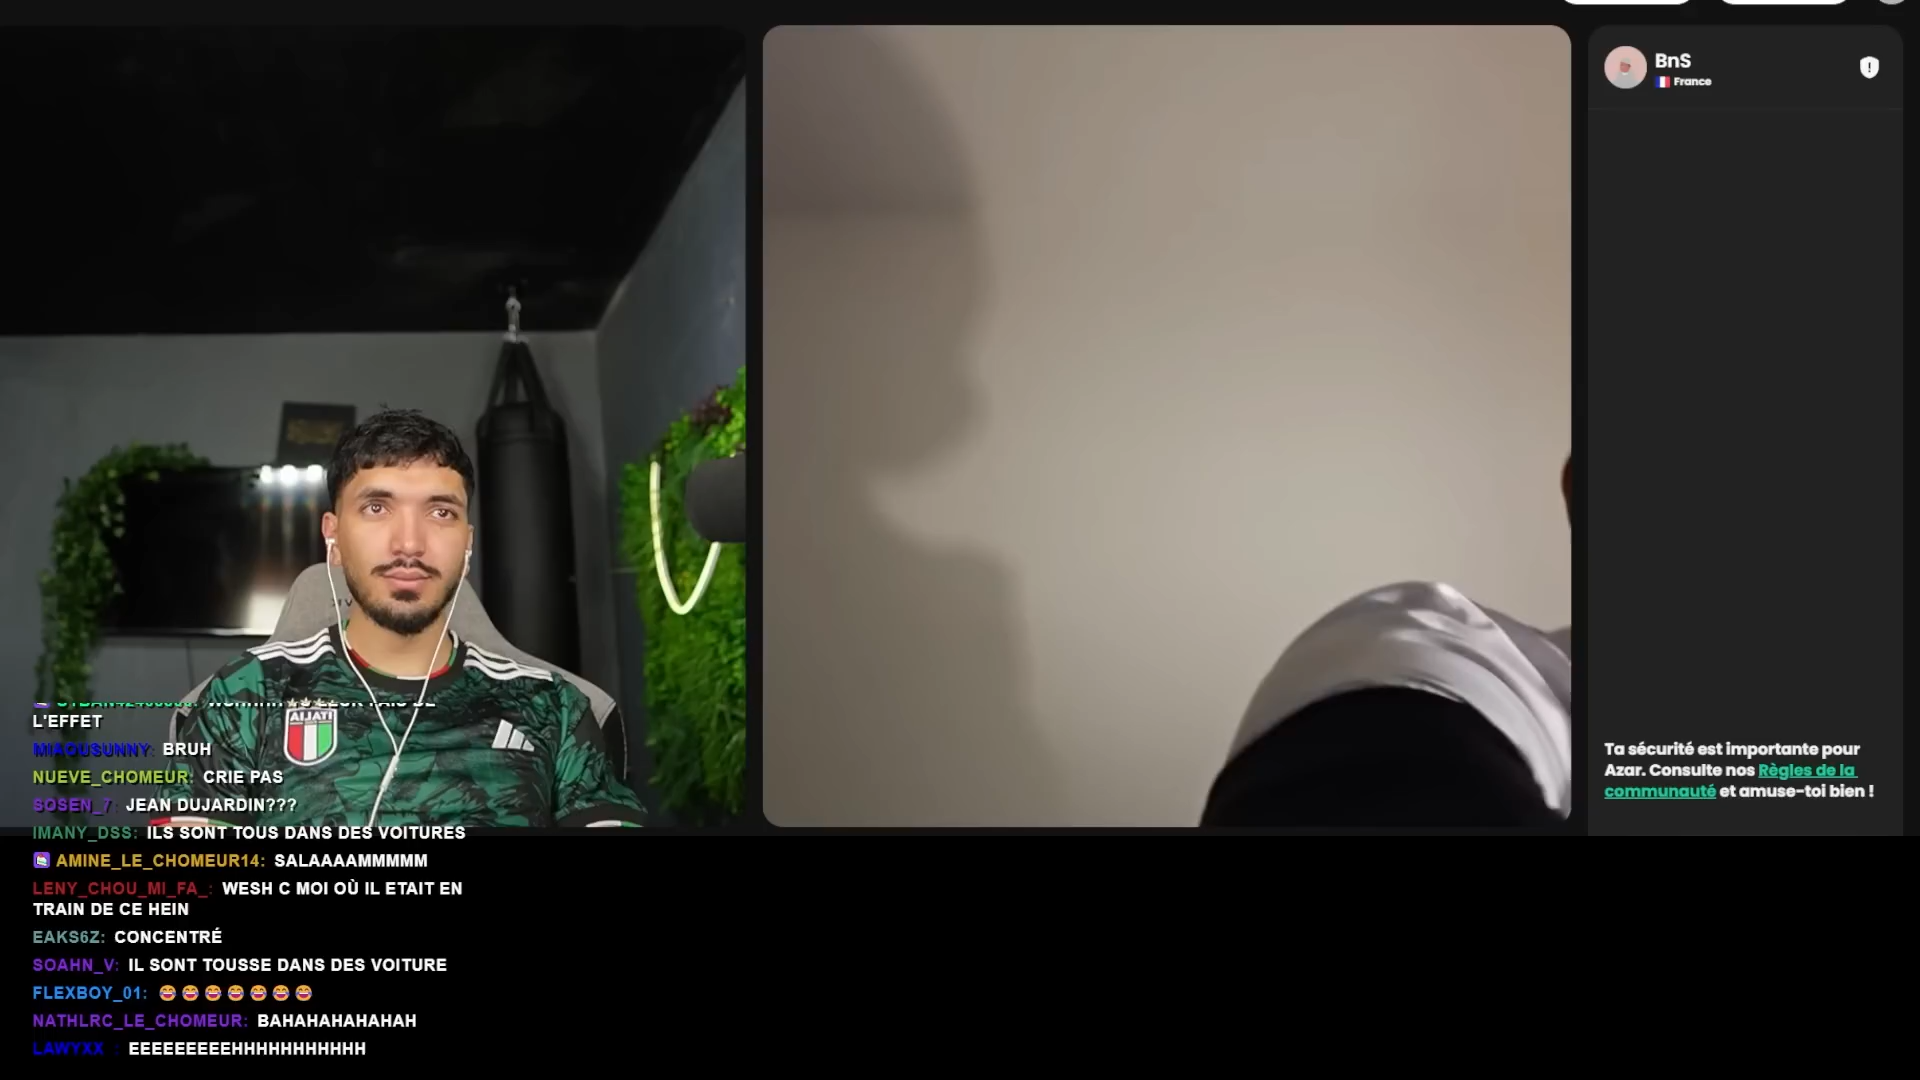 BnS
France
AIJATI
L'EFFET
MIAOUSUNNY: BRUH
NUEVE_CHOMEUR: CRIE PAS
SOSEN_7: JEAN DUJARDIN???
IMANY_DSS: ILS SONT TOUS DANS DES VOITURES
AMINE_LE_CHOMEUR14: SALAAAAMMMMM
LENY_CHOU_MI_FA_: WESH C MOI OÙ IL ETAIT EN
TRAIN DE CE HEIN
EAKS6Z: CONCENTRÉ
SOAHN_V: IL SONT TOUSSE DANS DES VOITURE
FLEXBOY_01: 😂😂😂😂😂😂😂
NATHLRC_LE_CHOMEUR: BAHAHAHAHAHAH
LAWYXX_: EEEEEEEEEHHHHHHHHHHH
Ta sécurité est importante pour
Azar. Consulte nos Règles de la
communauté et amuse-toi bien !